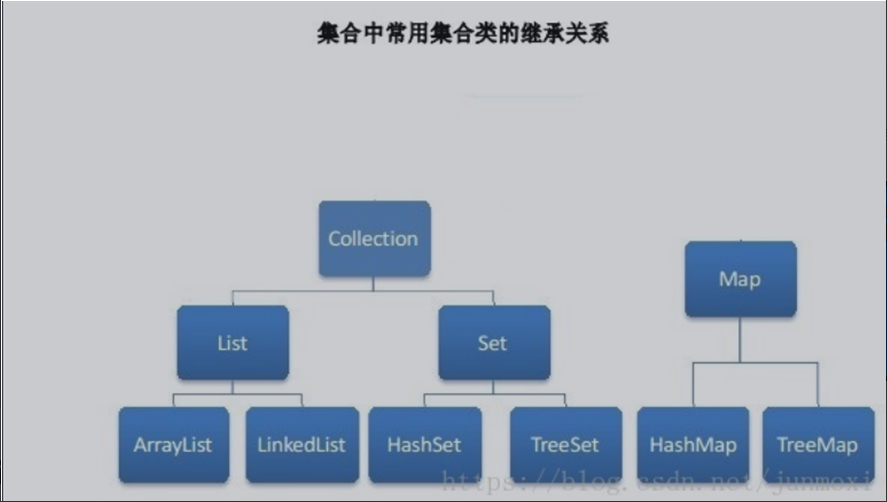 集合中常用集合类的继承关系
Collection
Map
List
Set
ArrayList
LinkedList
HashSet
TreeSet
HashMap
TreeMap
https://blog.csdn.net/junmoxi